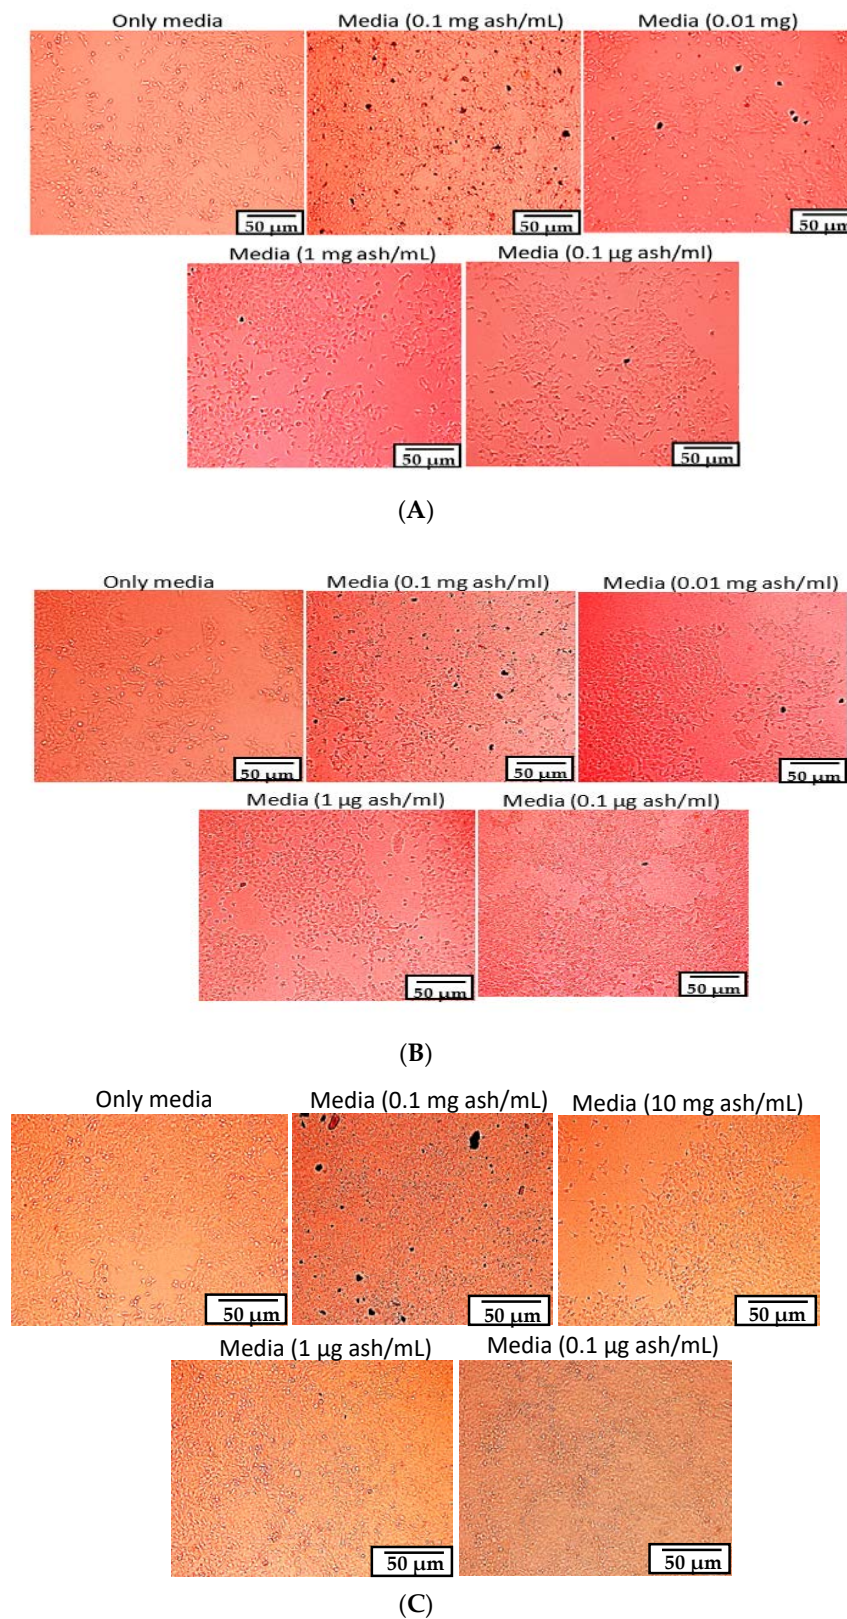 Only media
Media (0.1 mg ash/mL)
Media (0.01 mg)
50 µm
50 µm
50 µm
Media (1 mg ash/mL)
Media (0.1 µg ash/ml)
50 µm
50 µm
(A)
Only media
Media (0.1 mg ash/ml)
Media (0.01 mg ash/ml)
50 µm
50 µm
50 µm
Media (1 µg ash/ml)
Media (0.1 µg ash/ml)
50 µm
50 µm
(B)
Only media
Media (0.1 mg ash/mL)
Media (10 mg ash/mL)
50 µm
50 µm
50 µm
Media (1 µg ash/mL)
Media (0.1 µg ash/mL)
50 µm
50 µm
(C)